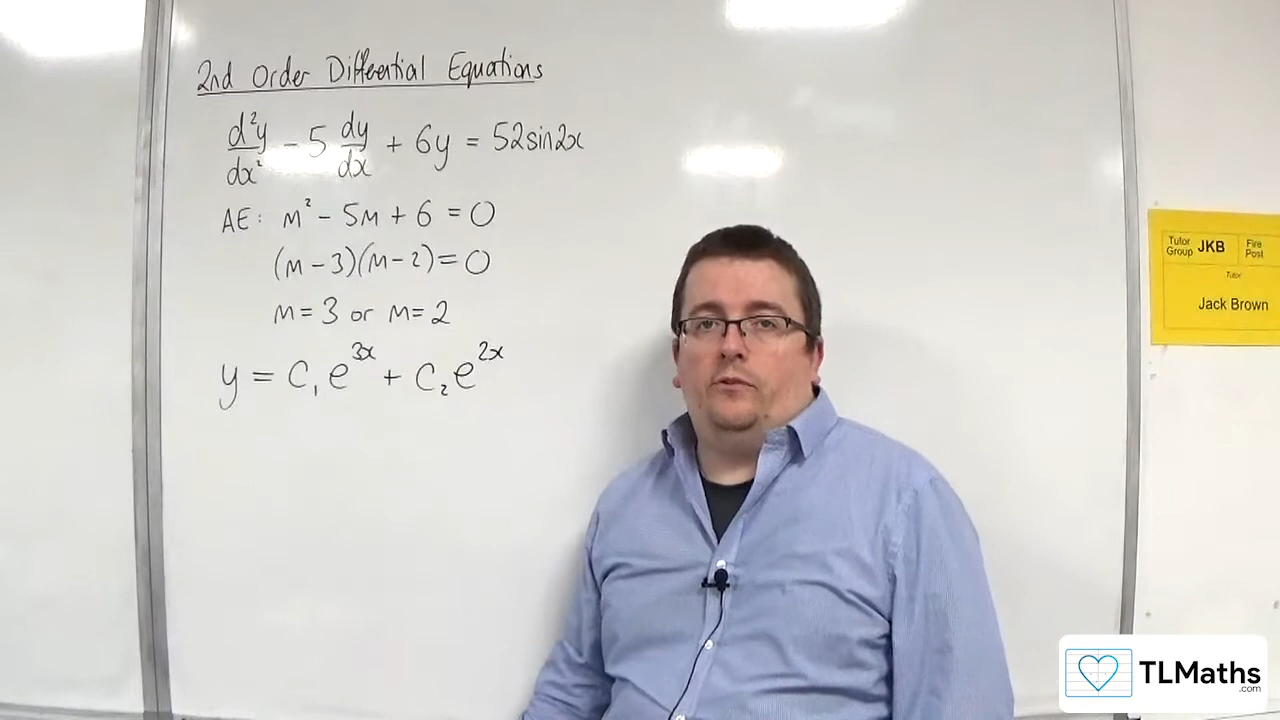 2nd Order Differential Equations
d²y/dx² - 5 dy/dx + 6y = 52sin2x
AE: m² - 5m + 6 = 0
(m - 3)(m - 2) = 0
m = 3 or m = 2
y = C₁e^3x + C₂e^2x
Tutor Group JKB Fire Post
Tutor
Jack Brown
TLMaths
.com